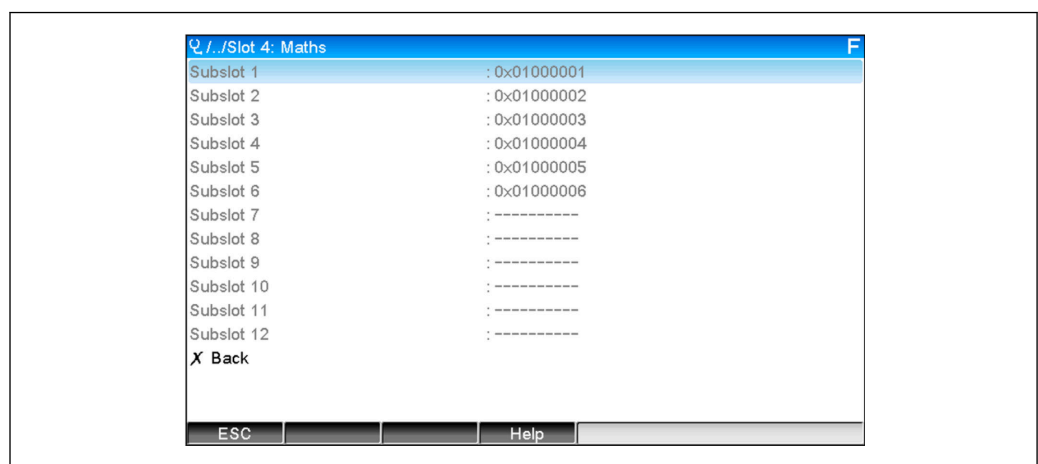 /../Slot 4: Maths F
Subslot 1 : 0x01000001
Subslot 2 : 0x01000002
Subslot 3 : 0x01000003
Subslot 4 : 0x01000004
Subslot 5 : 0x01000005
Subslot 6 : 0x01000006
Subslot 7 : ----------
Subslot 8 : ----------
Subslot 9 : ----------
Subslot 10 : ----------
Subslot 11 : ----------
Subslot 12 : ----------
X Back
ESC Help